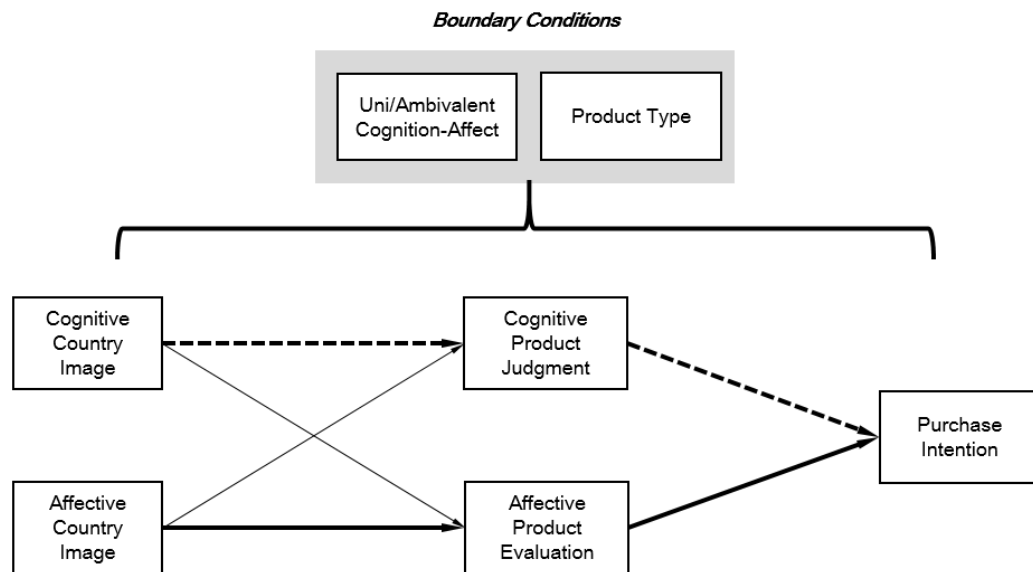 Boundary Conditions
Uni/Ambivalent
Cognition-Affect
Product Type
Cognitive
Country
Image
Cognitive
Product
Judgment
Purchase
Intention
Affective
Country
Image
Affective
Product
Evaluation